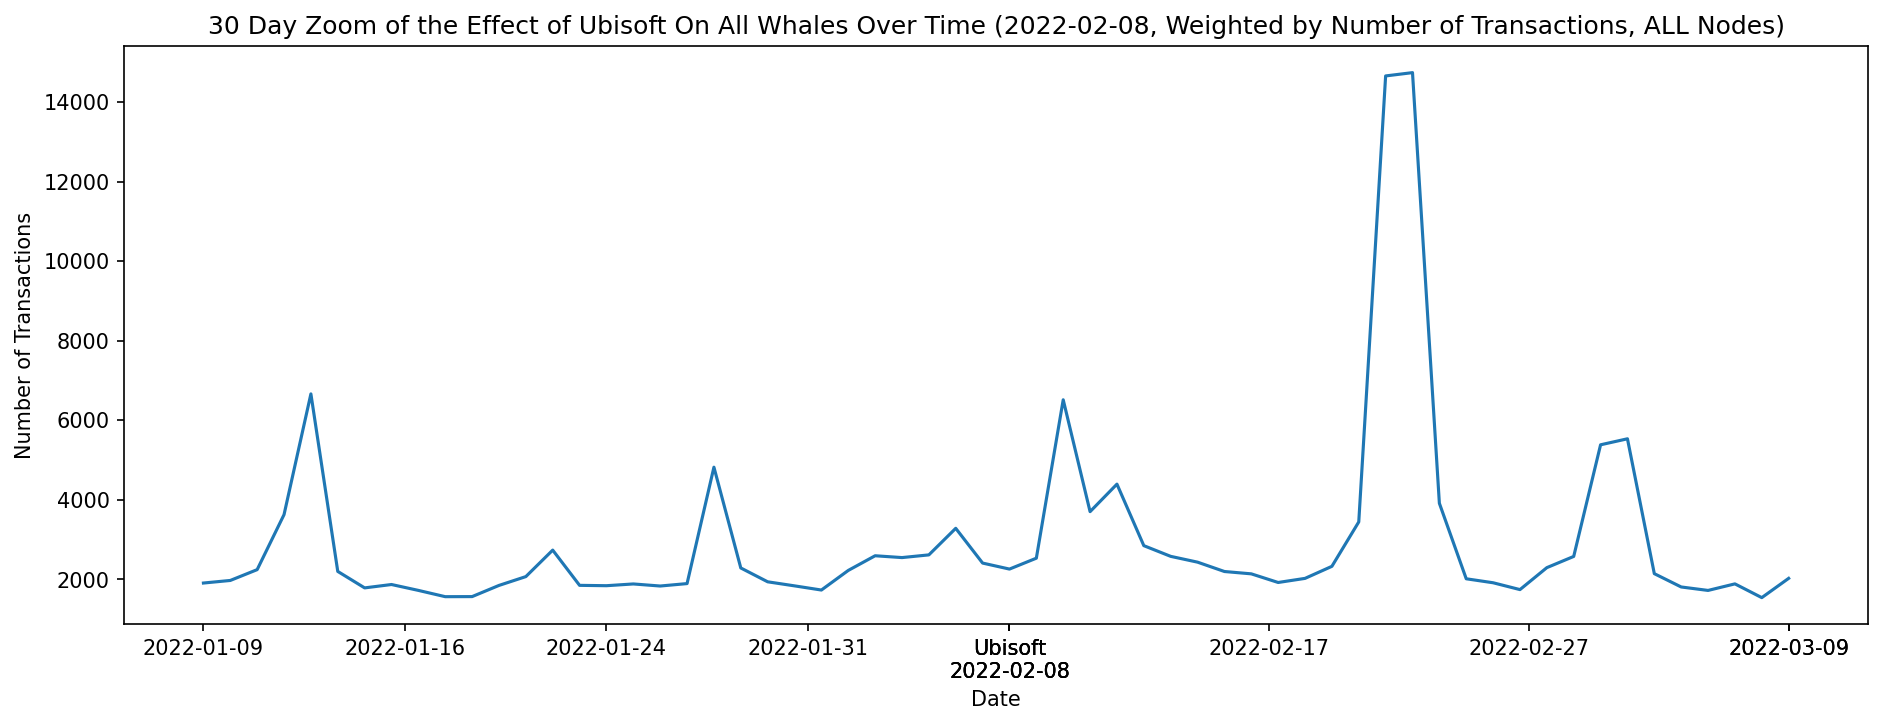 30 Day Zoom of the Effect of Ubisoft On All Whales Over Time (2022-02-08, Weighted by Number of Transactions, ALL Nodes)
Number of Transactions
14000
12000
10000
8000
6000
4000
2000
2022-01-09 2022-01-16 2022-01-24 2022-01-31 Ubisoft 2022-02-17 2022-02-27 2022-03-09
2022-02-08
Date